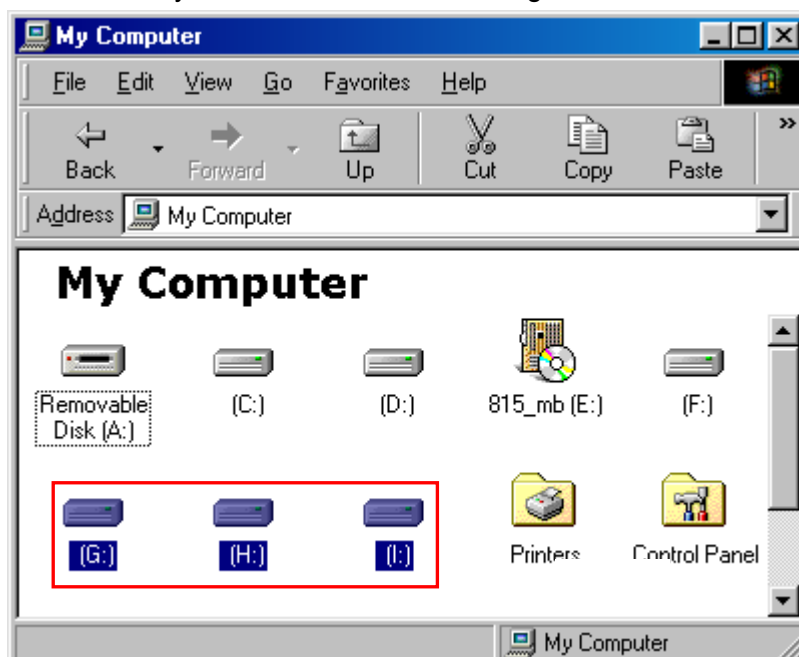 My Computer
File Edit View Go Favorites Help
Back Forward Up Cut Copy Paste »
Address My Computer
My Computer
Removable Disk (A:) (C:) (D:) 815_mb (E:) (F:)
(G:) (H:) (I:) Printers Control Panel
My Computer